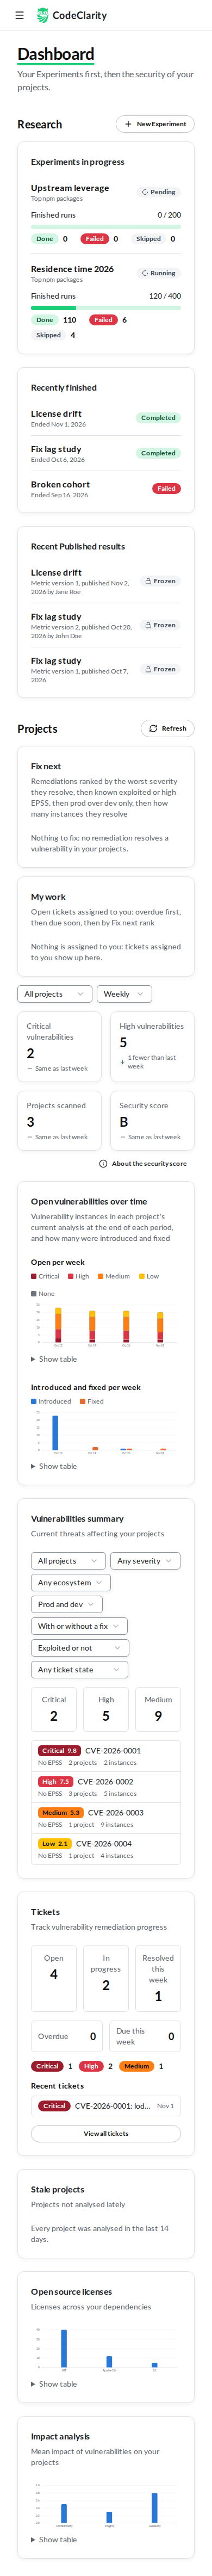 CodeClarity
Dashboard
Your Experiments first, then the security of
your projects.
Research
New Experiment
Experiments in progress
Upstream leverage
Pending
Top npm packages
Finished runs
0 / 200
Done 0 Failed 0 Skipped 0
Residence time 2026
Running
Top npm packages
Finished runs
120 / 400
Done 110 Failed 6
Skipped 4
Recently finished
License drift
Completed
Ended Nov 1, 2026
Fix lag study
Completed
Ended Oct 6, 2026
Broken cohort
Failed
Ended Sep 16, 2026
Recent Published results
License drift
Frozen
Metric version 1, published Nov 2,
2026 by Jane Roe
Fix lag study
Frozen
Metric version 2, published Oct 20,
2026 by John Doe
Fix lag study
Frozen
Metric version 1, published Oct 7,
2026
Projects
Refresh
Fix next
Remediations ranked by the worst severity
they resolve, then known exploited or high
EPSS, then prod over dev only, then how
many instances they resolve
Nothing to fix: no remediation resolves a
vulnerability in your projects.
My work
Open tickets assigned to you: overdue first,
then due soon, then by Fix next rank
Nothing is assigned to you: tickets assigned
to you show up here.
All projects
Weekly
Critical
vulnerabilities
2
Same as last week
High vulnerabilities
5
1 fewer than last
week
Projects scanned
3
Same as last week
Security score
B
Same as last week
About the security score
Open vulnerabilities over time
Vulnerability instances in each project's
current analysis at the end of each period,
and how many were introduced and fixed
Open per week
Critical High Medium Low
None
Show table
Introduced and fixed per week
Introduced Fixed
Show table
Vulnerabilities summary
Current threats affecting your projects
All projects
Any severity
Any ecosystem
Prod and dev
With or without a fix
Exploited or not
Any ticket state
Critical
2
High
5
Medium
9
Critical 9.8 CVE-2026-0001
No EPSS 2 projects 2 instances
High 7.5 CVE-2026-0002
No EPSS 3 projects 5 instances
Medium 5.3 CVE-2026-0003
No EPSS 1 project 9 instances
Low 2.1 CVE-2026-0004
No EPSS 1 project 4 instances
Tickets
Track vulnerability remediation progress
Open
4
In
progress
2
Resolved
this
week
1
Overdue 0
Due this
week
0
Critical 1 High 2 Medium 1
Recent tickets
Critical CVE-2026-0001: lod... Nov 1
View all tickets
Stale projects
Projects not analysed lately
Every project was analysed in the last 14
days.
Open source licenses
Licenses across your dependencies
Show table
Impact analysis
Mean impact of vulnerabilities on your
projects
Show table